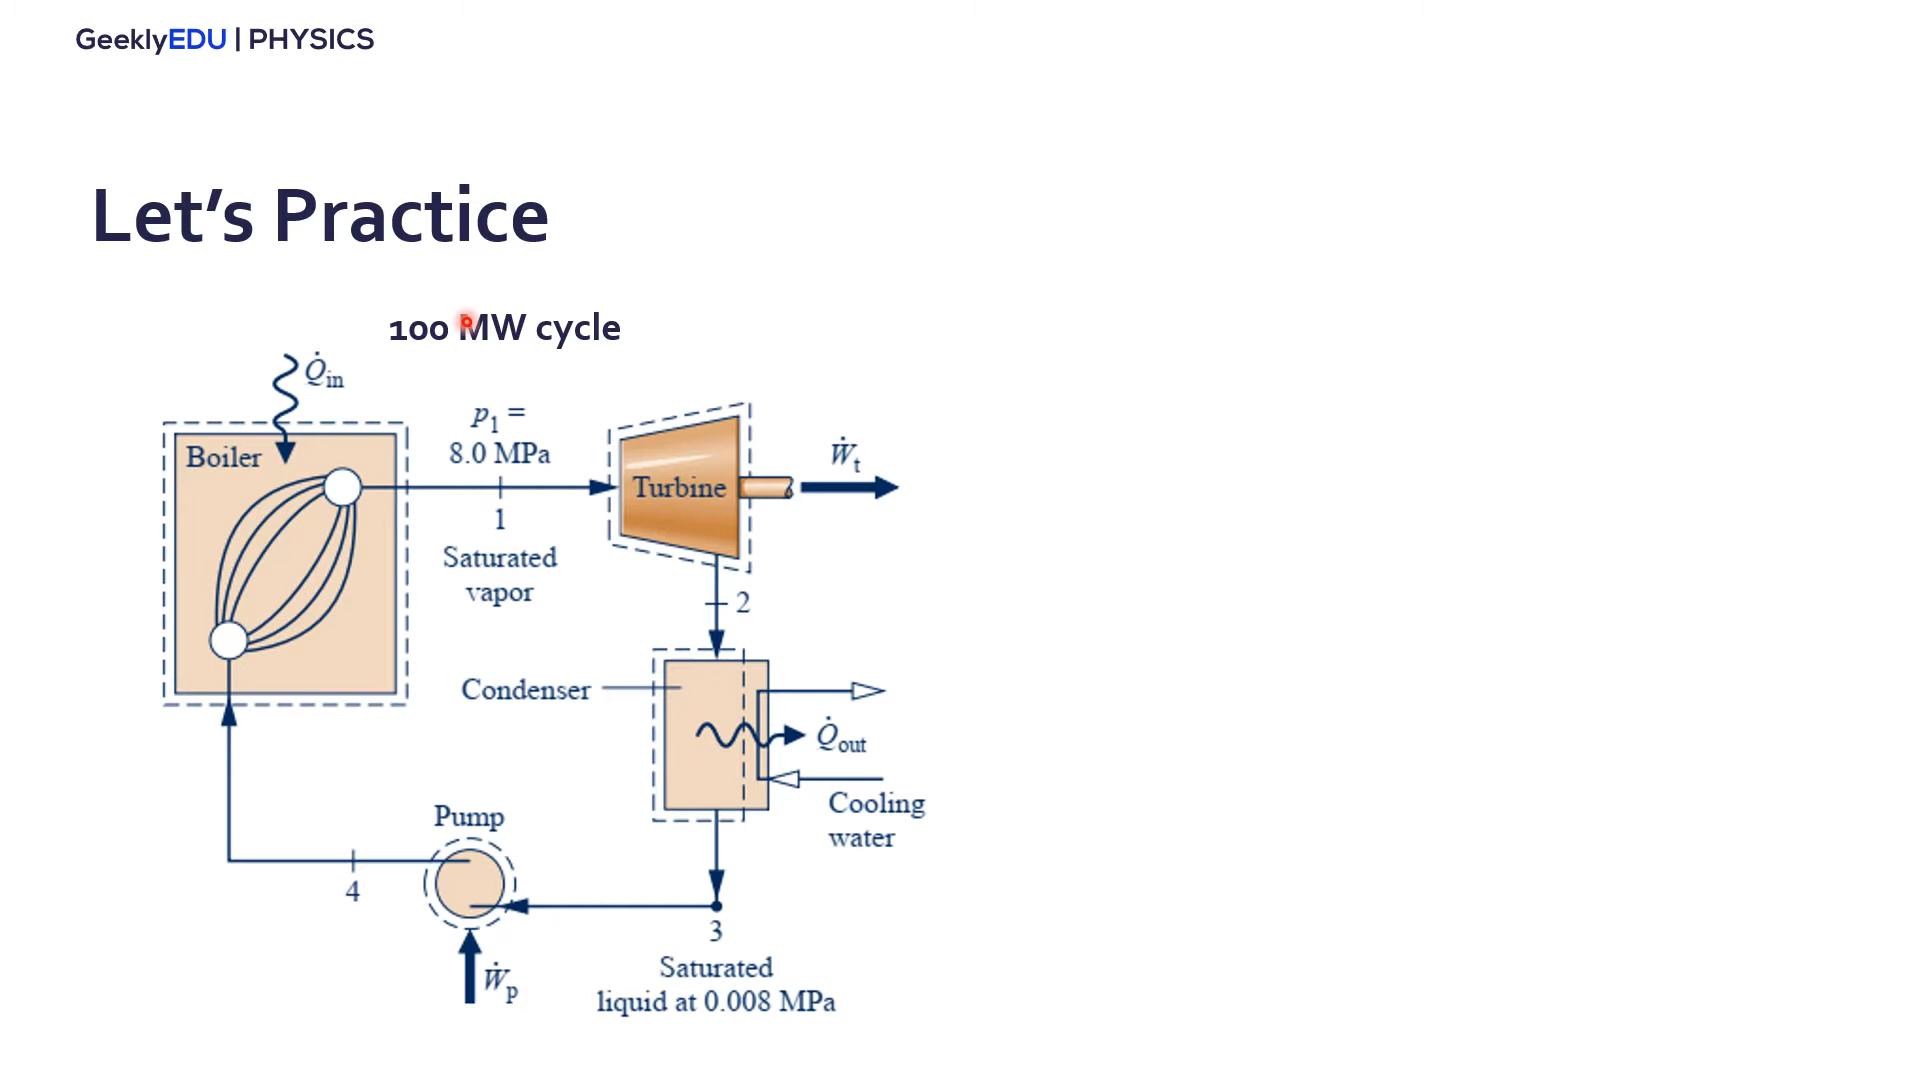 GeeklyEDU | PHYSICS
Let’s Practice
100 MW cycle
Q̇in
p1 =
8.0 MPa
Boiler
Ẇt
Turbine
1
Saturated
vapor
2
Condenser
Q̇out
Cooling
water
Pump
4
3
Ẇp
Saturated
liquid at 0.008 MPa